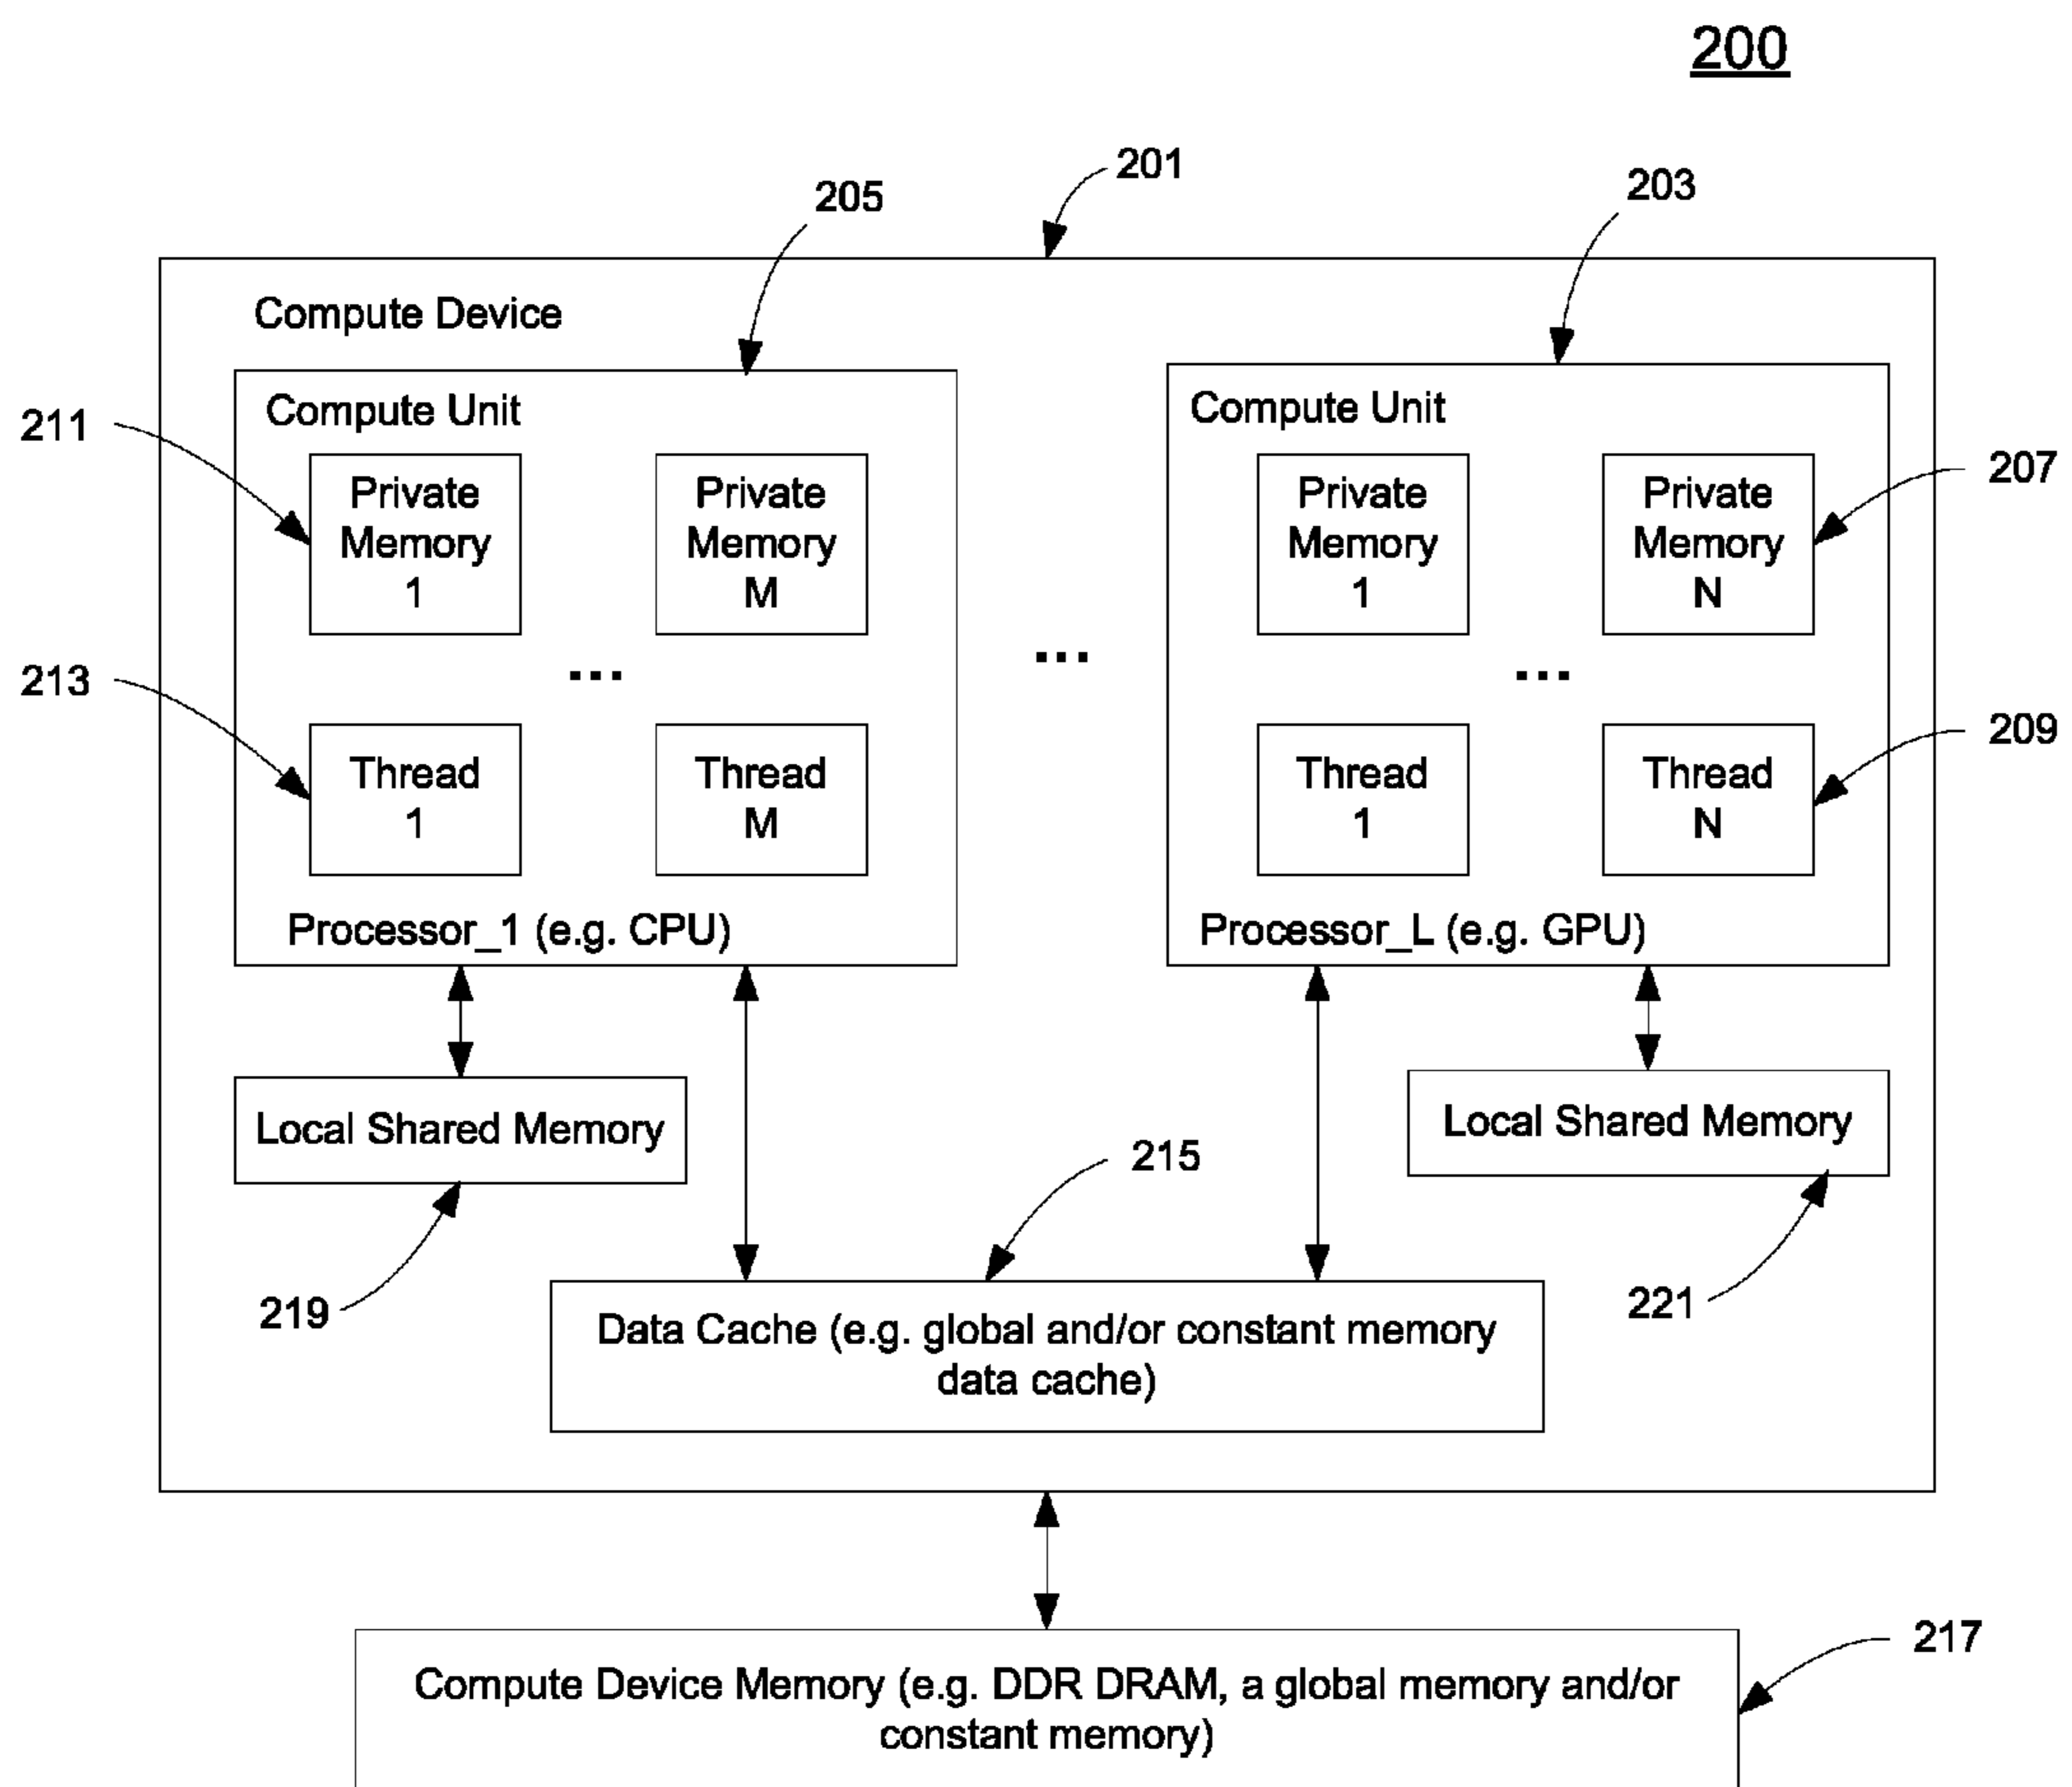 200
201
205
203
Compute Device
Compute Unit
Compute Unit
211
Private
Memory
1
Private
Memory
M
Private
Memory
1
Private
Memory
N
207
...
...
...
213
Thread
1
Thread
M
Thread
1
Thread
N
209
Processor_1 (e.g. CPU)
Processor_L (e.g. GPU)
Local Shared Memory
Local Shared Memory
215
219
221
Data Cache (e.g. global and/or constant memory
data cache)
217
Compute Device Memory (e.g. DDR DRAM, a global memory and/or
constant memory)